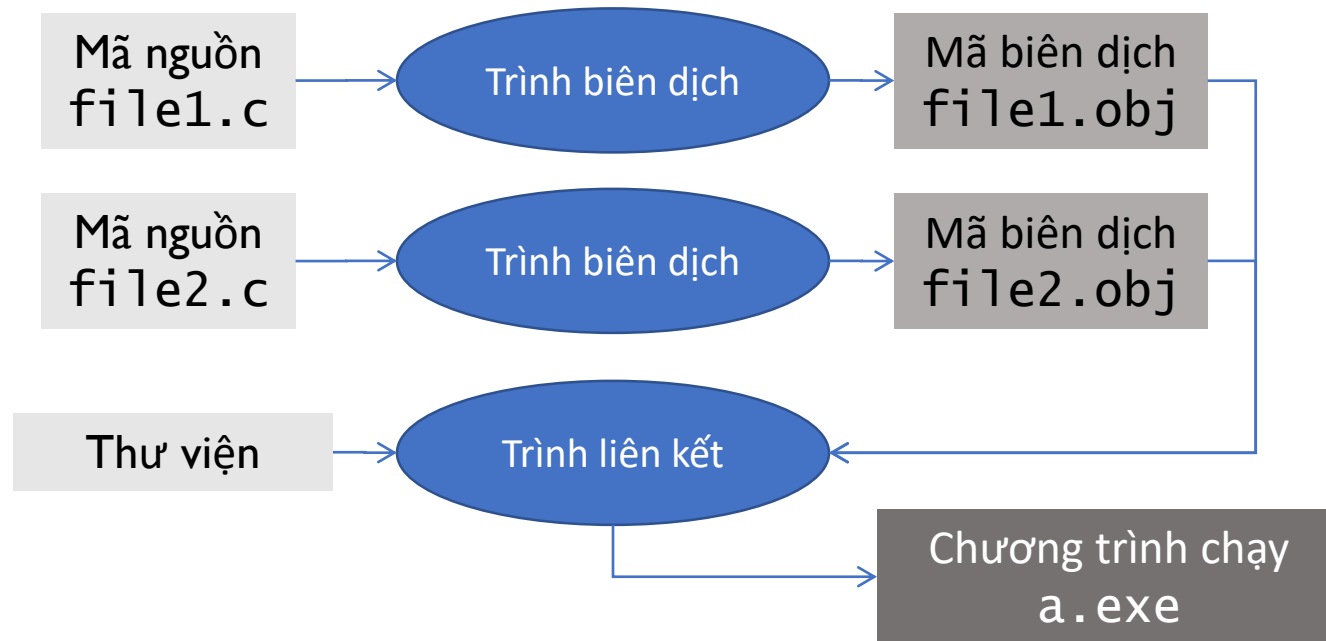 Mã nguồn
file1.c
Trình biên dịch
Mã biên dịch
file1.obj
Mã nguồn
file2.c
Trình biên dịch
Mã biên dịch
file2.obj
Thư viện
Trình liên kết
Chương trình chạy
a.exe